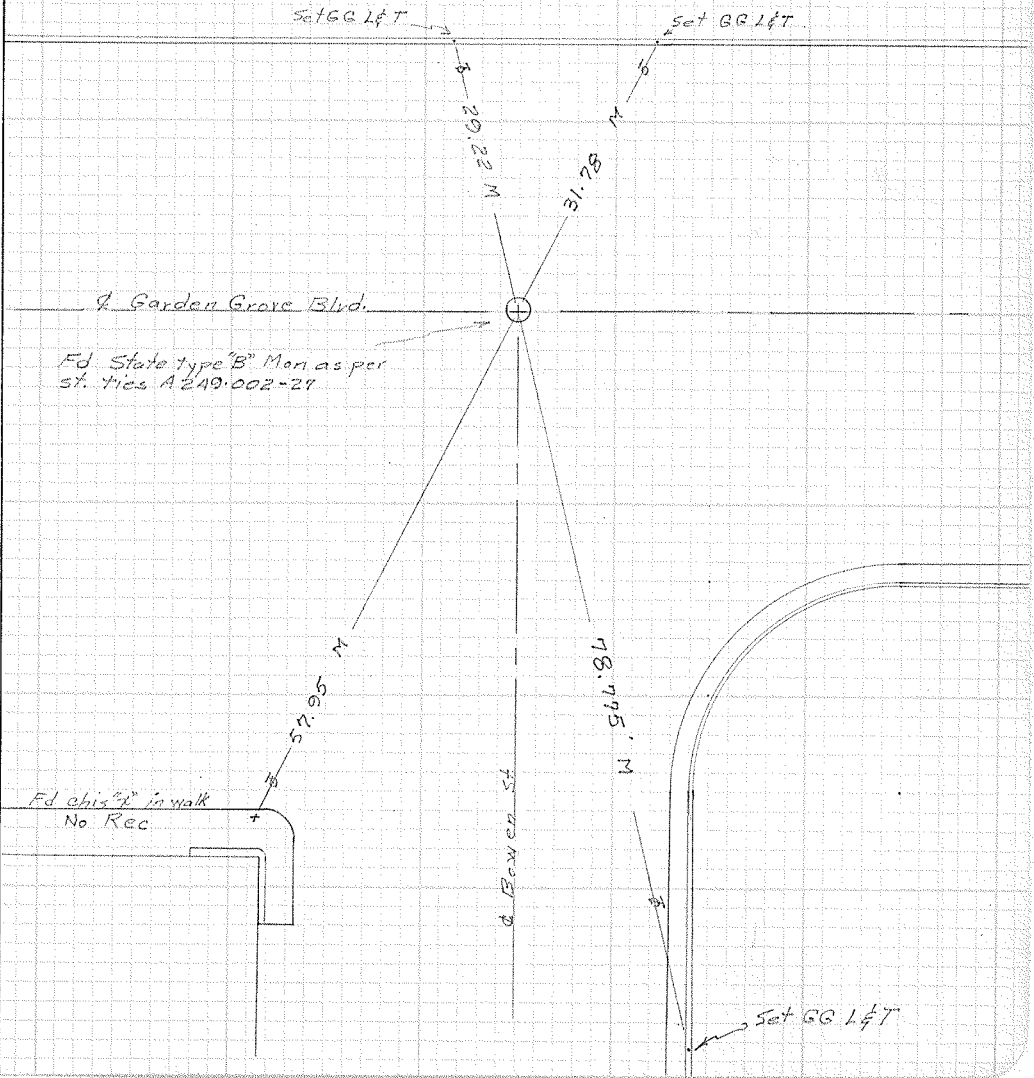 Set GG L&T
Set GG L&T
29.22 M
31.78 M
℄ Garden Grove Blvd.
Fd State type "B" Mon as per
st. ties A 249.002-27
57.95 M
78.775' M
Fd chis "x" in walk
No Rec
℄ Bowen St
Set GG L&T